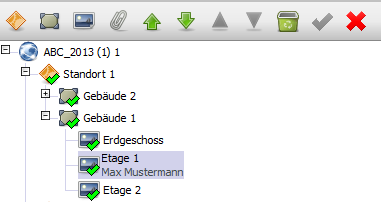 ABC_2013 (1) 1
Standort 1
Gebäude 2
Gebäude 1
Erdgeschoss
Etage 1
Max Mustermann
Etage 2